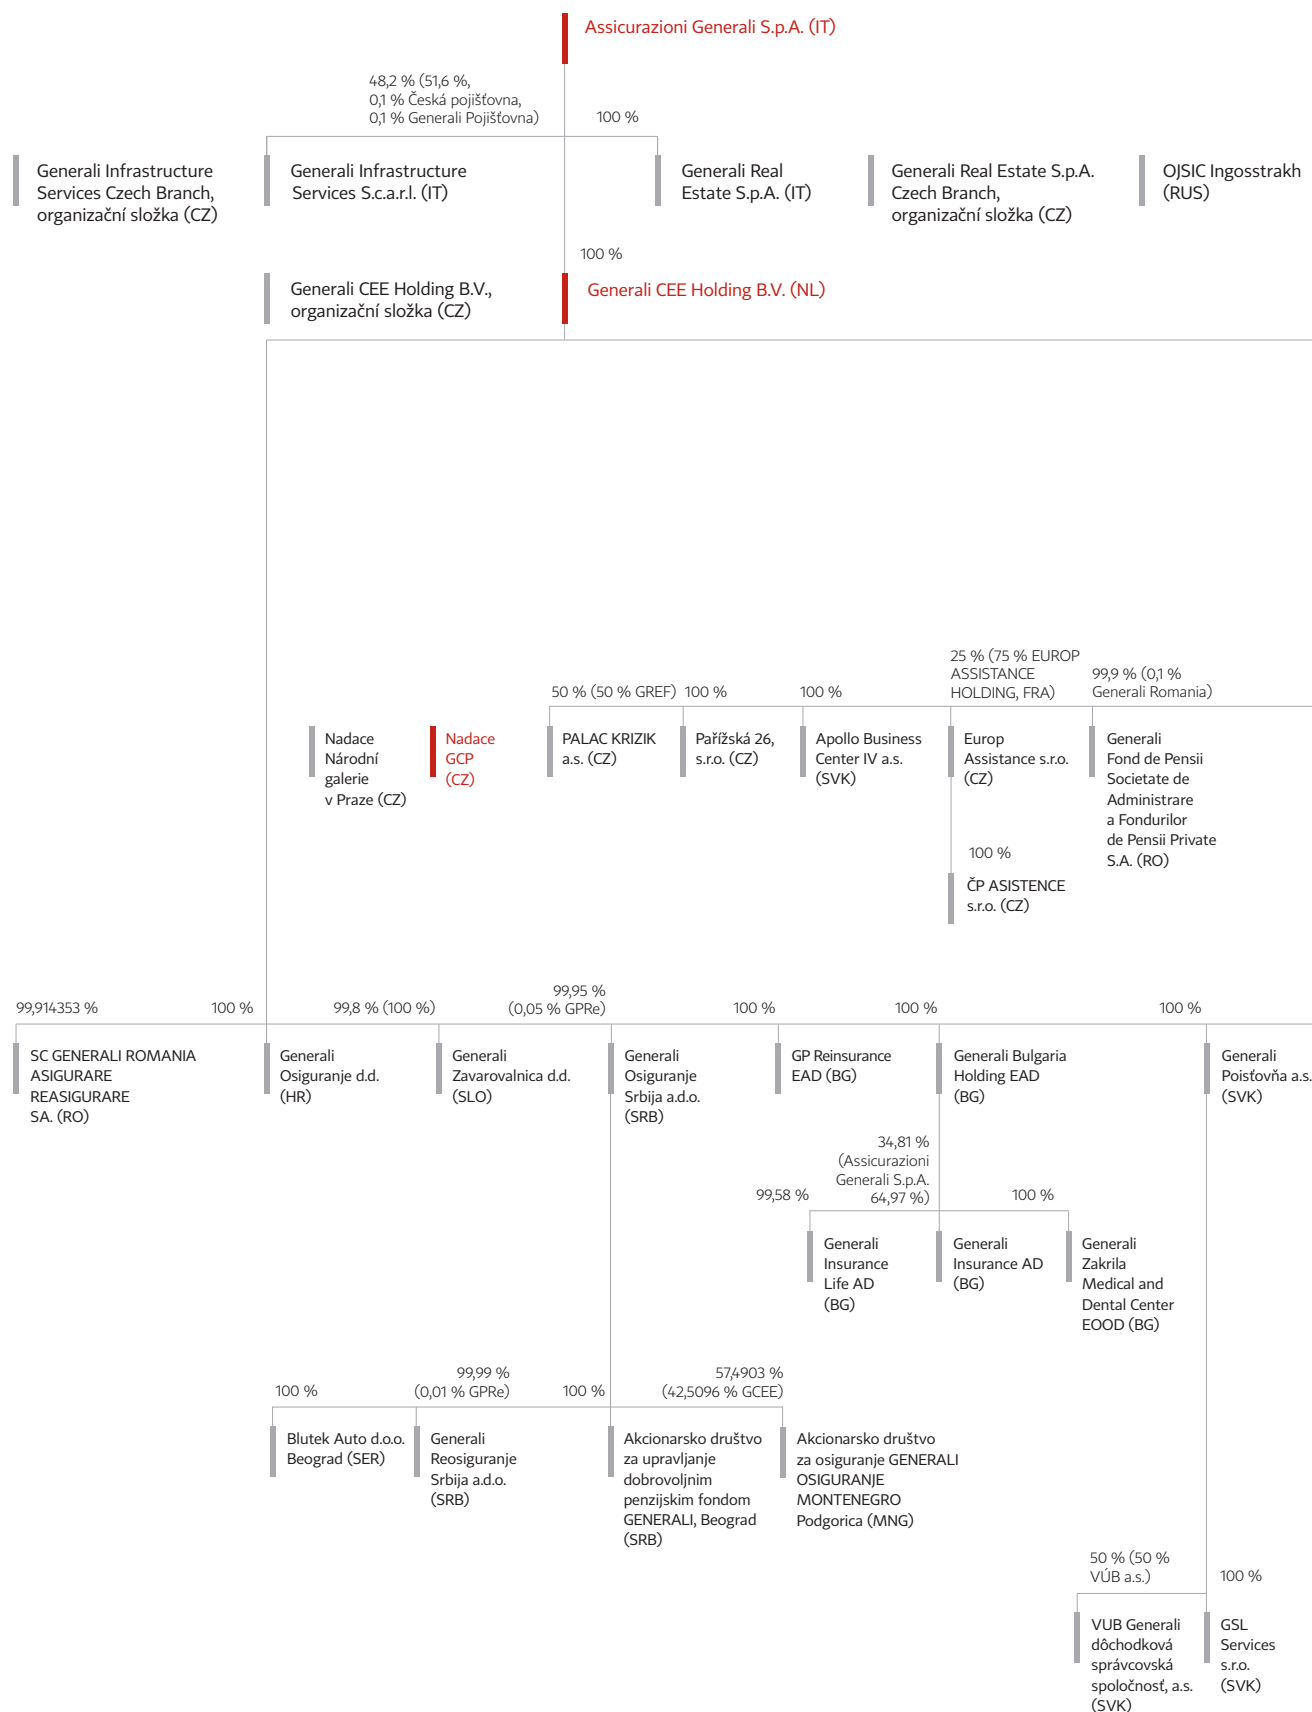 Assicurazioni Generali S.p.A. (IT)
48,2 % (51,6 %,
0,1 % Česká pojišťovna,
0,1 % Generali Pojišťovna)
100 %
Generali Infrastructure
Services Czech Branch,
organizační složka (CZ)
Generali Infrastructure
Services S.c.a.r.l. (IT)
Generali Real
Estate S.p.A. (IT)
Generali Real Estate S.p.A.
Czech Branch,
organizační složka (CZ)
OJSIC Ingosstrakh
(RUS)
100 %
Generali CEE Holding B.V.,
organizační složka (CZ)
Generali CEE Holding B.V. (NL)
50 % (50 % GREF)
100 %
100 %
25 % (75 % EUROP
ASSISTANCE
HOLDING, FRA)
99,9 % (0,1 %
Generali Romania)
Nadace
Národní
galerie
v Praze (CZ)
Nadace
GCP
(CZ)
PALAC KRIZIK
a.s. (CZ)
Pařížská 26,
s.r.o. (CZ)
Apollo Business
Center IV a.s.
(SVK)
Europ
Assistance s.r.o.
(CZ)
Generali
Fond de Pensii
Societate de
Administrare
a Fondurilor
de Pensii Private
S.A. (RO)
100 %
ČP ASISTENCE
s.r.o. (CZ)
99,914353 %
100 %
99,8 % (100 %)
99,95 %
(0,05 % GPRe)
100 %
100 %
100 %
SC GENERALI ROMANIA
ASIGURARE
REASIGURARE
SA. (RO)
Generali
Osiguranje d.d.
(HR)
Generali
Zavarovalnica d.d.
(SLO)
Generali
Osiguranje
Srbija a.d.o.
(SRB)
GP Reinsurance
EAD (BG)
Generali Bulgaria
Holding EAD
(BG)
Generali
Poisťovňa a.s.
(SVK)
99,58 %
34,81 %
(Assicurazioni
Generali S.p.A.
64,97 %)
100 %
Generali
Insurance
Life AD
(BG)
Generali
Insurance AD
(BG)
Generali
Zakrila
Medical and
Dental Center
EOOD (BG)
100 %
99,99 %
(0,01 % GPRe)
100 %
57,4903 %
(42,5096 % GCEE)
Blutek Auto d.o.o.
Beograd (SER)
Generali
Reosiguranje
Srbija a.d.o.
(SRB)
Akcionarsko društvo
za upravljanje
dobrovoljnim
penzijskim fondom
GENERALI, Beograd
(SRB)
Akcionarsko društvo
za osiguranje GENERALI
OSIGURANJE
MONTENEGRO
Podgorica (MNG)
50 % (50 %
VÚB a.s.)
100 %
VUB Generali
dôchodková
správcovská
spoločnosť, a.s.
(SVK)
GSL
Services
s.r.o.
(SVK)